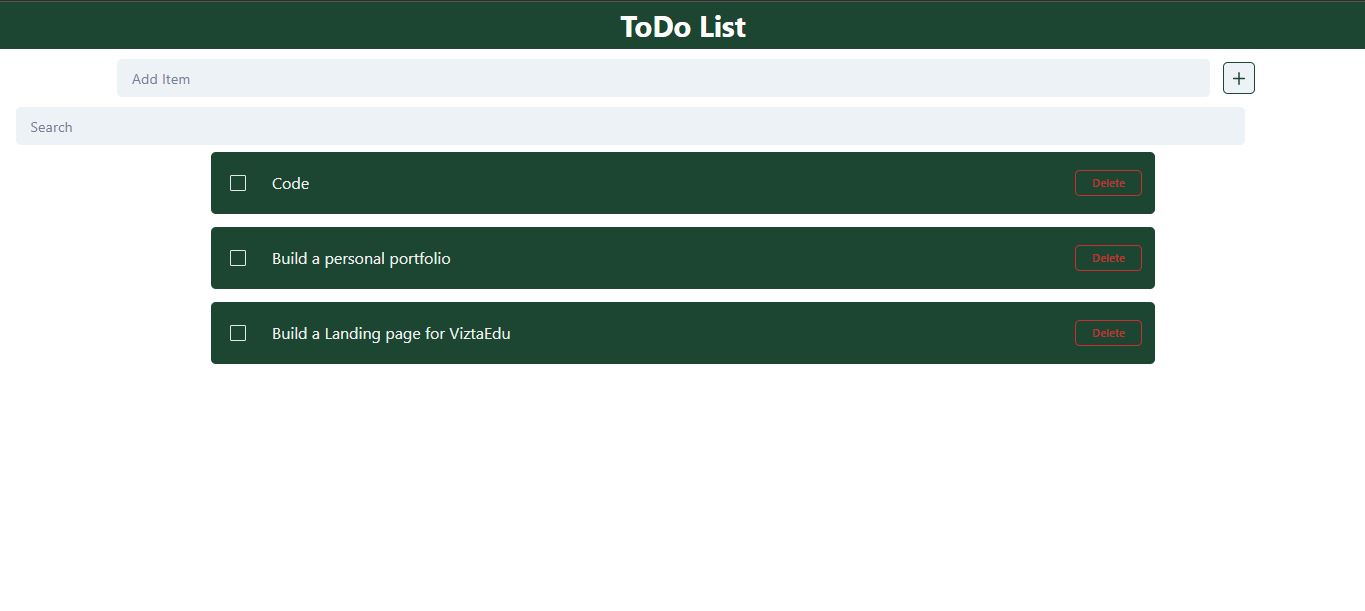 ToDo List
Add Item
Search
Code
Delete
Build a personal portfolio
Delete
Build a Landing page for ViztaEdu
Delete